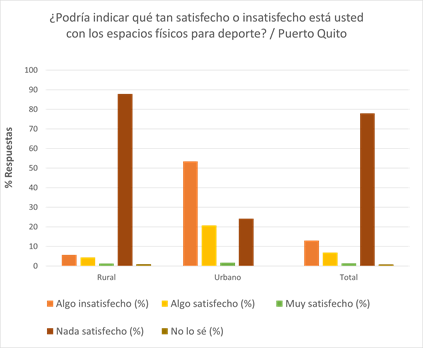 ¿Podría indicar qué tan satisfecho o insatisfecho está usted
con los espacios físicos para deporte? / Puerto Quito
% Respuestas
100
90
80
70
60
50
40
30
20
10
0
Rural
Urbano
Total
Algo insatisfecho (%)
Algo satisfecho (%)
Muy satisfecho (%)
Nada satisfecho (%)
No lo sé (%)